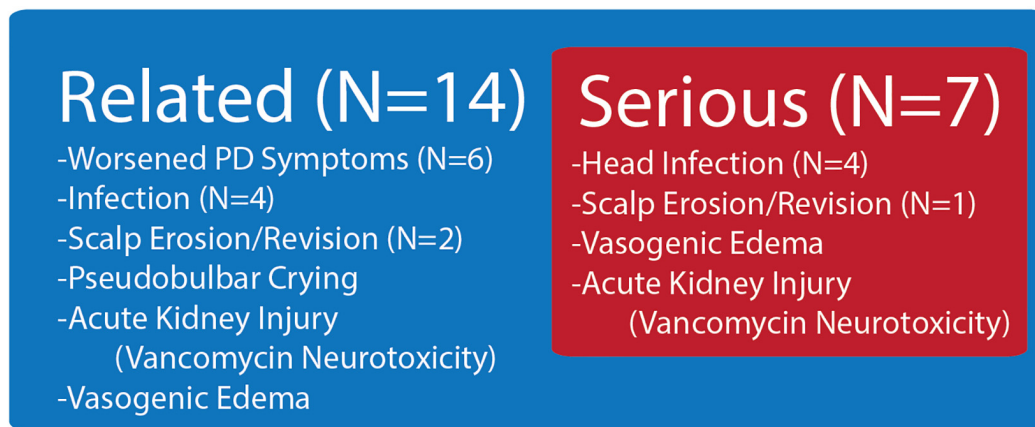 Related (N=14)
-Worsened PD Symptoms (N=6)
-Infection (N=4)
-Scalp Erosion/Revision (N=2)
-Pseudobulbar Crying
-Acute Kidney Injury
(Vancomycin Neurotoxicity)
-Vasogenic Edema
Serious (N=7)
-Head Infection (N=4)
-Scalp Erosion/Revision (N=1)
-Vasogenic Edema
-Acute Kidney Injury
(Vancomycin Neurotoxicity)